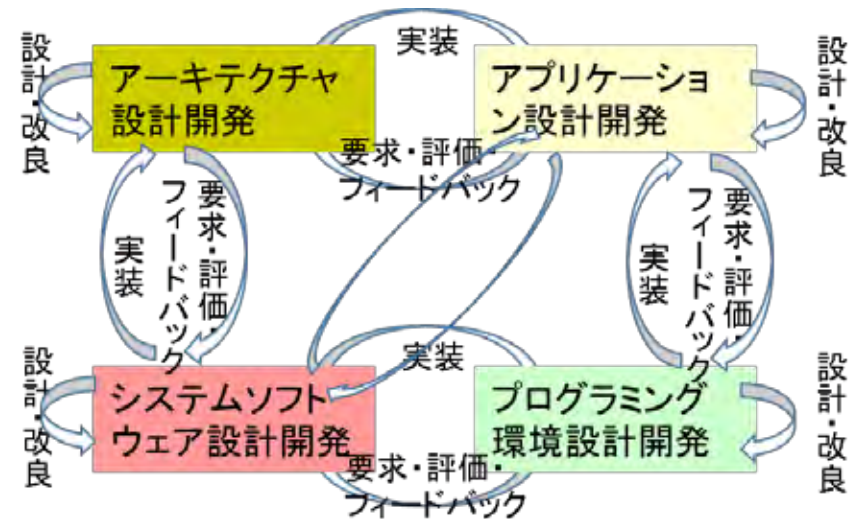 実装
設計・改良
アーキテクチャ
設計開発
アプリケーショ
ン設計開発
設計・改良
要求・評価・
フィードバック
実装
要求・評価・
フィードバック
実装
要求・評価・
フィードバック
設計・改良
システムソフト
ウェア設計開発
実装
プログラミング
環境設計開発
設計・改良
要求・評価・
フィードバック